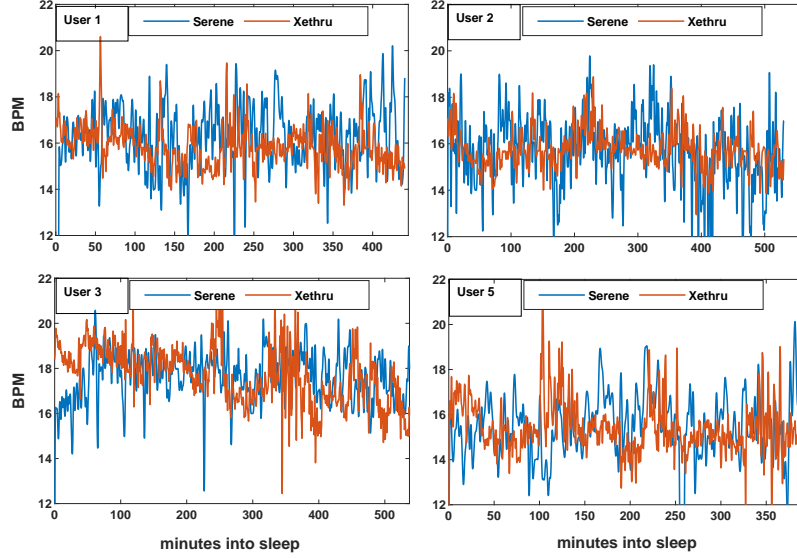 User 1
Serene Xethru
BPM
22
20
18
16
14
12
0 50 100 150 200 250 300 350 400
User 2
Serene Xethru
22
20
18
16
14
12
0 100 200 300 400 500
User 3
Serene Xethru
BPM
22
20
18
16
14
12
0 100 200 300 400 500
minutes into sleep
User 5
Serene Xethru
22
20
18
16
14
12
0 50 100 150 200 250 300 350
minutes into sleep